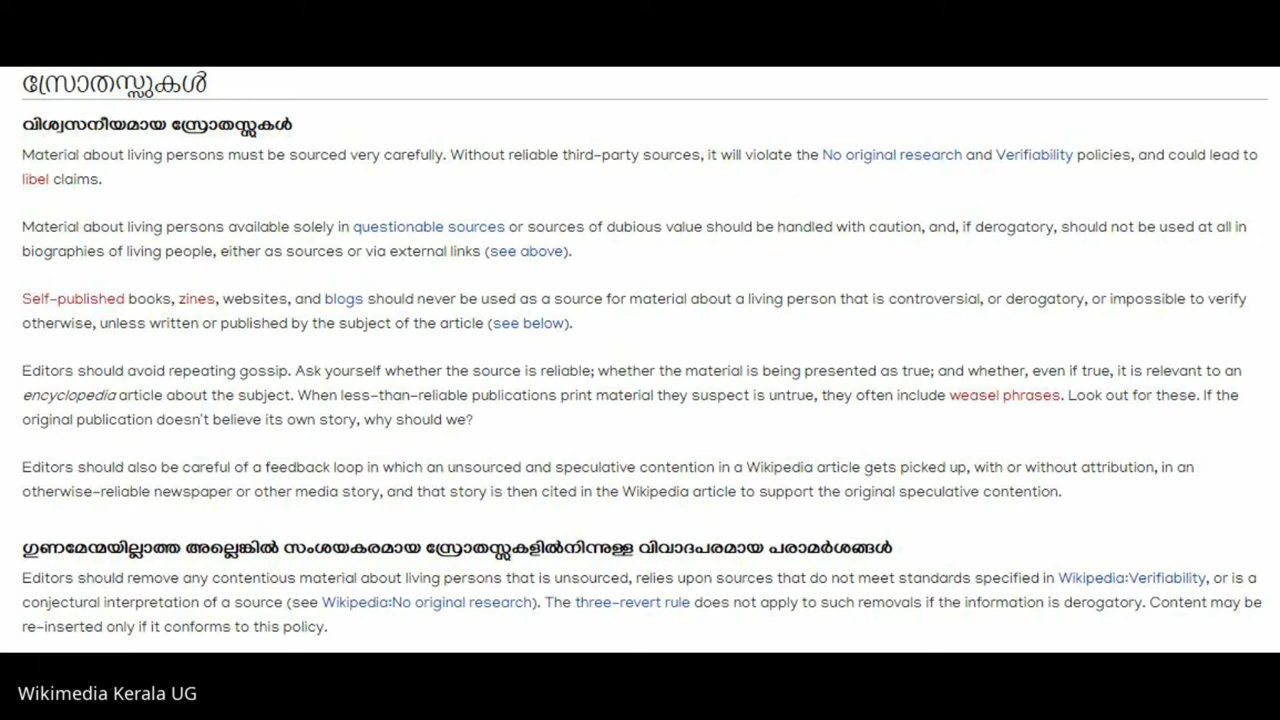 സ്രോതസ്സുകൾ
വിശ്വസനീയമായ സ്രോതസ്സുകൾ
Material about living persons must be sourced very carefully. Without reliable third-party sources, it will violate the No original research and Verifiability policies, and could lead to
libel claims.
Material about living persons available solely in questionable sources or sources of dubious value should be handled with caution, and, if derogatory, should not be used at all in
biographies of living people, either as sources or via external links (see above).
Self-published books, zines, websites, and blogs should never be used as a source for material about a living person that is controversial, or derogatory, or impossible to verify
otherwise, unless written or published by the subject of the article (see below).
Editors should avoid repeating gossip. Ask yourself whether the source is reliable; whether the material is being presented as true; and whether, even if true, it is relevant to an
encyclopedia article about the subject. When less-than-reliable publications print material they suspect is untrue, they often include weasel phrases. Look out for these. If the
original publication doesn't believe its own story, why should we?
Editors should also be careful of a feedback loop in which an unsourced and speculative contention in a Wikipedia article gets picked up, with or without attribution, in an
otherwise-reliable newspaper or other media story, and that story is then cited in the Wikipedia article to support the original speculative contention.
ഗുണമേന്മയില്ലാത്ത അല്ലെങ്കിൽ സംശയകരമായ സ്രോതസ്സുകളിൽനിന്നുള്ള വിവാദപരമായ പരാമർശങ്ങൾ
Editors should remove any contentious material about living persons that is unsourced, relies upon sources that do not meet standards specified in Wikipedia:Verifiability, or is a
conjectural interpretation of a source (see Wikipedia:No original research). The three-revert rule does not apply to such removals if the information is derogatory. Content may be
re-inserted only if it conforms to this policy.
Wikimedia Kerala UG